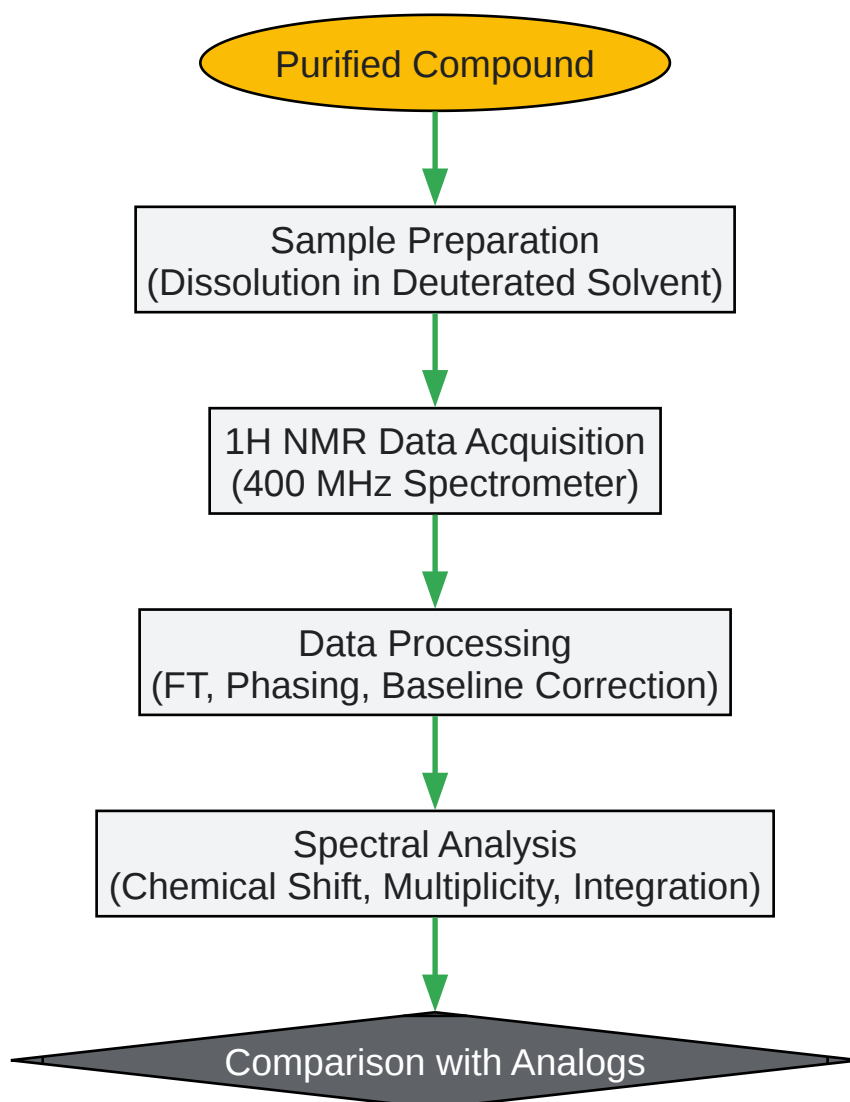 Purified Compound
Sample Preparation
(Dissolution in Deuterated Solvent)
1H NMR Data Acquisition
(400 MHz Spectrometer)
Data Processing
(FT, Phasing, Baseline Correction)
Spectral Analysis
(Chemical Shift, Multiplicity, Integration)
Comparison with Analogs